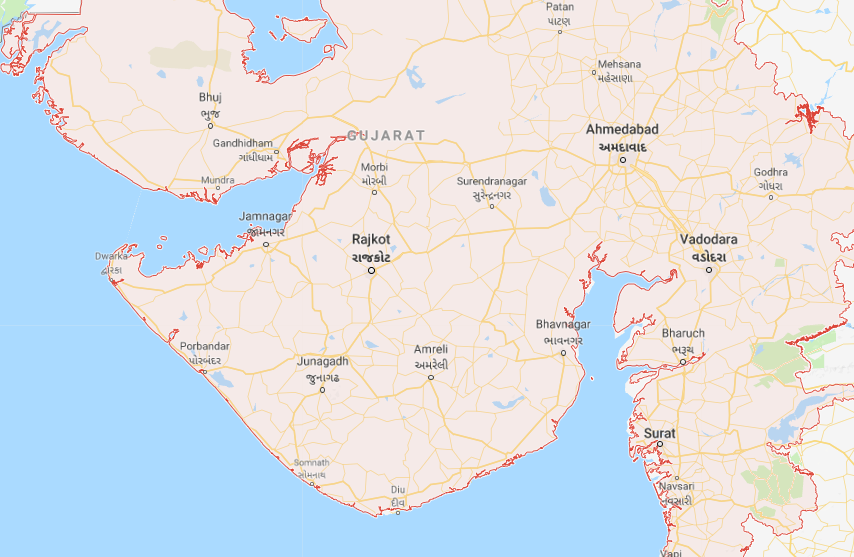 Patan
પાટણ
Mehsana
મહેસાણા
Bhuj
ભુજ
Ahmedabad
અમદાવાદ
GUJARAT
Gandhidham
ગાંધીધામ
Morbi
મોરબી
Surendranagar
સુરેન્દ્રનગર
Godhra
ગોધરા
Mundra
Jamnagar
જામનગર
Rajkot
રાજકોટ
Vadodara
વડોદરા
Dwarka
દ્વારકા
Bhavnagar
ભાવનગર
Bharuch
ભરૂચ
Porbandar
પોરબંદર
Junagadh
જુનાગઢ
Amreli
અમરેલી
Surat
Somnath
સોમનાથ
Diu
દીવ
Navsari
નવસારી
Vapi